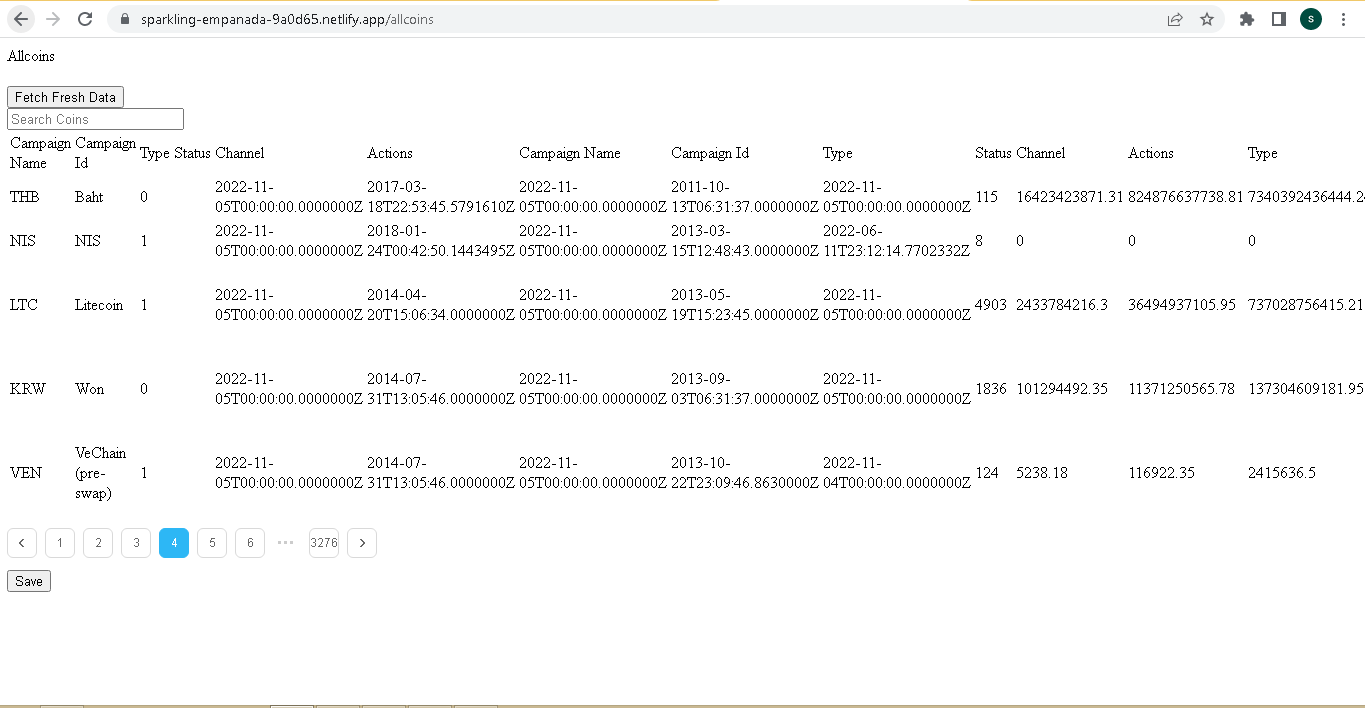 sparkling-empanada-9a0d65.netlify.app/allcoins
S
Allcoins
Fetch Fresh Data
Search Coins
Campaign Name Campaign Id Type Status Channel Actions Campaign Name Campaign Id Type Status Channel Actions Type
THB Baht 0 2022-11-05T00:00:00.0000000Z 2017-03-18T22:53:45.5791610Z 2022-11-05T00:00:00.0000000Z 2011-10-13T06:31:37.0000000Z 2022-11-05T00:00:00.0000000Z 115 16423423871.31 824876637738.81 7340392436444.2
NIS NIS 1 2022-11-05T00:00:00.0000000Z 2018-01-24T00:42:50.1443495Z 2022-11-05T00:00:00.0000000Z 2013-03-15T12:48:43.0000000Z 2022-06-11T23:12:14.7702332Z 8 0 0 0
LTC Litecoin 1 2022-11-05T00:00:00.0000000Z 2014-04-20T15:06:34.0000000Z 2022-11-05T00:00:00.0000000Z 2013-05-19T15:23:45.0000000Z 2022-11-05T00:00:00.0000000Z 4903 2433784216.3 36494937105.95 737028756415.21
KRW Won 0 2022-11-05T00:00:00.0000000Z 2014-07-31T13:05:46.0000000Z 2022-11-05T00:00:00.0000000Z 2013-09-03T06:31:37.0000000Z 2022-11-05T00:00:00.0000000Z 1836 101294492.35 11371250565.78 137304609181.95
VEN VeChain (pre-swap) 1 2022-11-05T00:00:00.0000000Z 2014-07-31T13:05:46.0000000Z 2022-11-05T00:00:00.0000000Z 2013-10-22T23:09:46.8630000Z 2022-11-04T00:00:00.0000000Z 124 5238.18 116922.35 2415636.5
1 2 3 4 5 6 ••• 3276
Save